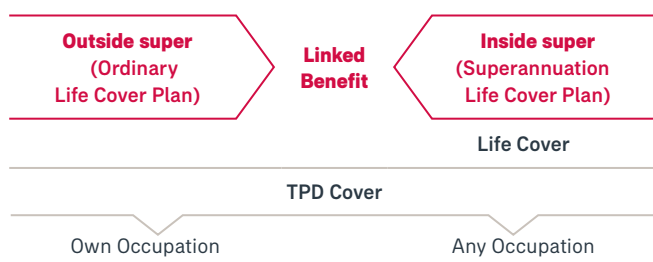 Outside super
(Ordinary
Life Cover Plan)
Linked
Benefit
Inside super
(Superannuation
Life Cover Plan)
Life Cover
TPD Cover
Own Occupation
Any Occupation